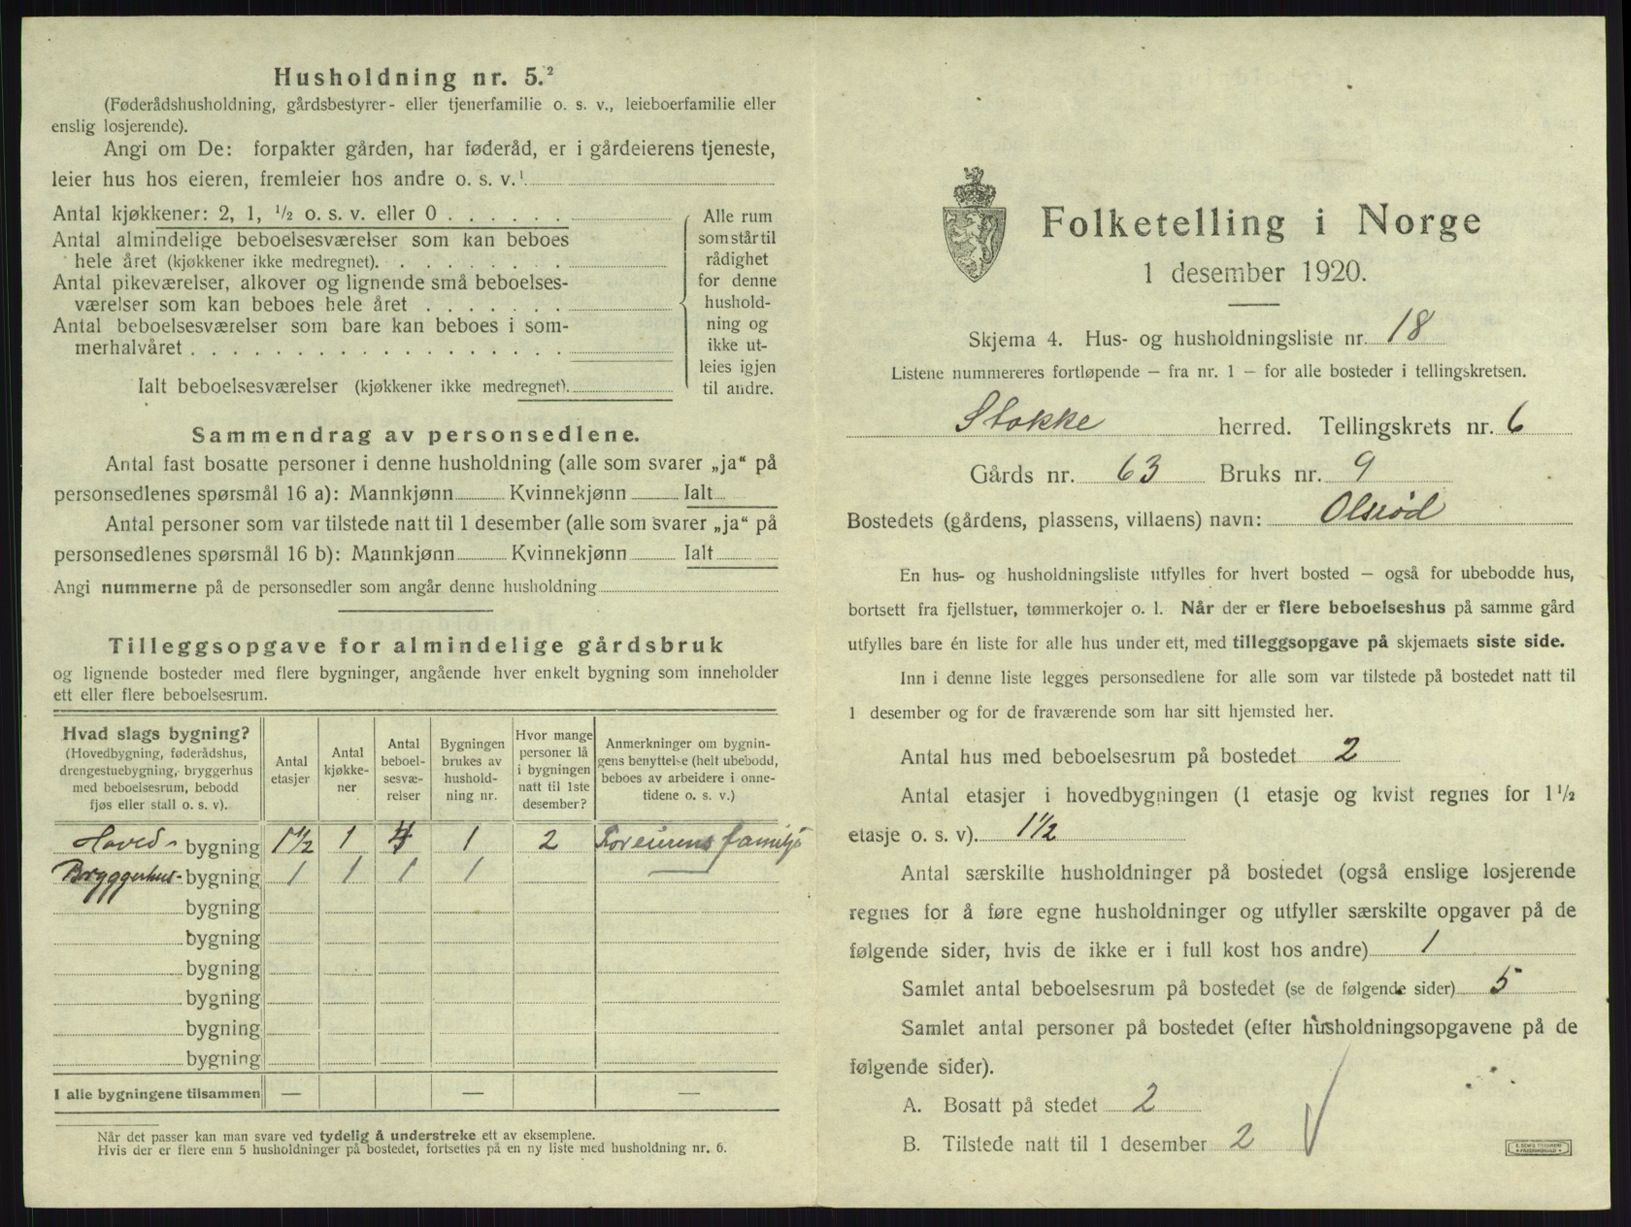 Husholdning nr. 5.²
(Føderådshusholdning, gårdsbestyrer- eller tjenerfamilie o. s. v., leieboerfamilie eller
enslig losjerende).
Angi om De: forpakter gården, har føderåd, er i gårdeierens tjeneste,
leier hus hos eieren, fremleier hos andre o. s. v.¹
Antal kjøkkener: 2, 1, ½ o. s. v. eller 0 . . . . . .
Antal almindelige beboelsesværelser som kan beboes
hele året (kjøkkener ikke medregnet). . . . . . . . .
Antal pikeværelser, alkover og lignende små beboelses-
værelser som kan beboes hele året . . . . . . .
Antal beboelsesværelser som bare kan beboes i som-
merhalvåret . . . . . . . . . . . . . . . . . .
Ialt beboelsesværelser (kjøkkener ikke medregnet).
Alle rum
som står til
rådighet
for denne
hushold-
ning og
ikke ut-
leies igjen
til andre.
Sammendrag av personsedlene.
Antal fast bosatte personer i denne husholdning (alle som svarer „ja“ på
personsedlenes spørsmål 16 a): Mannkjønn Kvinnekjønn Ialt
Antal personer som var tilstede natt til 1 desember (alle som svarer „ja“ på
personsedlenes spørsmål 16 b): Mannkjønn Kvinnekjønn Ialt
Angi nummerne på de personsedler som angår denne husholdning
Tilleggsopgave for almindelige gårdsbruk
og lignende bosteder med flere bygninger, angående hver enkelt bygning som inneholder
ett eller flere beboelsesrum.
Hvad slags bygning?
(Hovedbygning, føderådshus,
drengestuebygning, bryggerhus
med beboelsesrum, bebodd
fjøs eller stall o. s. v).
Antal
etasjer
Antal
kjøkke-
ner
Antal
beboel-
sesvæ-
relser
Bygningen
brukes av
hushold-
ning nr.
Hvor mange
personer lå
i bygningen
natt til 1ste
desember?
Anmerkninger om bygnin-
gens benyttelse (helt ubebodd,
beboes av arbeidere i onne-
tidene o. s. v.)
Hoved- bygning 1½ 1 4 1 2 familje
Bryggerhus- bygning 1 1 1 1 —
bygning
bygning
bygning
bygning
bygning
bygning
I alle bygningene tilsammen — — —
Når det passer kan man svare ved tydelig å understreke ett av eksemplene.
Hvis der er flere enn 5 husholdninger på bostedet, fortsettes på en ny liste med husholdning nr. 6.
Folketelling i Norge
1 desember 1920.
Skjema 4. Hus- og husholdningsliste nr. 18
Listene nummereres fortløpende — fra nr. 1 — for alle bosteder i tellingskretsen.
Stokke herred. Tellingskrets nr. 6
Gårds nr. 63 Bruks nr. 9
Bostedets (gårdens, plassens, villaens) navn: Olsrød
En hus- og husholdningsliste utfylles for hvert bosted — også for ubebodde hus,
bortsett fra fjellstuer, tømmerkojer o. l. Når der er flere beboelseshus på samme gård
utfylles bare én liste for alle hus under ett, med tilleggsopgave på skjemaets siste side.
Inn i denne liste legges personsedlene for alle som var tilstede på bostedet natt til
1 desember og for de fraværende som har sitt hjemsted her.
Antal hus med beboelsesrum på bostedet 2
Antal etasjer i hovedbygningen (1 etasje og kvist regnes for 1½
etasje o. s. v). 1½
Antal særskilte husholdninger på bostedet (også enslige losjerende
regnes for å føre egne husholdninger og utfyller særskilte opgaver på de
følgende sider, hvis de ikke er i full kost hos andre) 1
Samlet antal beboelsesrum på bostedet (se de følgende sider) 5
Samlet antal personer på bostedet (efter husholdningsopgavene på de
følgende sider).
A. Bosatt på stedet 2
B. Tilstede natt til 1 desember 2